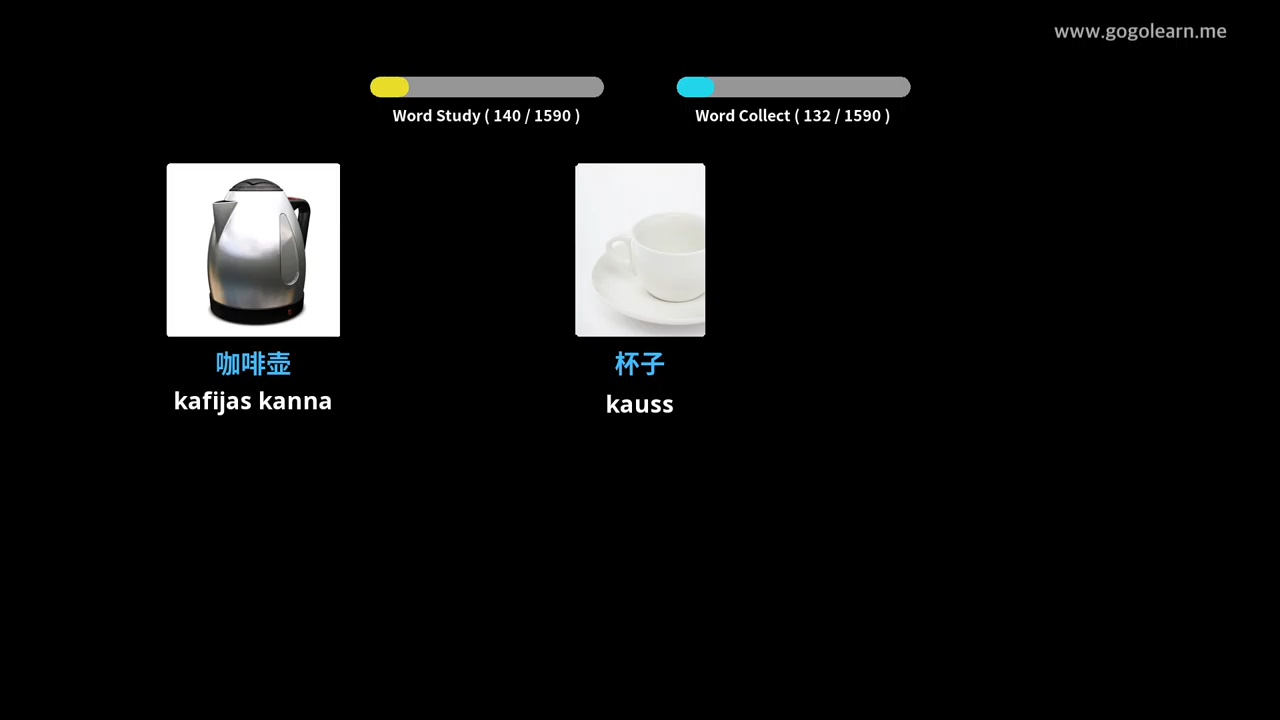 www.gogolearn.me
Word Study ( 140 / 1590 )
Word Collect ( 132 / 1590 )
咖啡壶
kafijas kanna
杯子
kauss